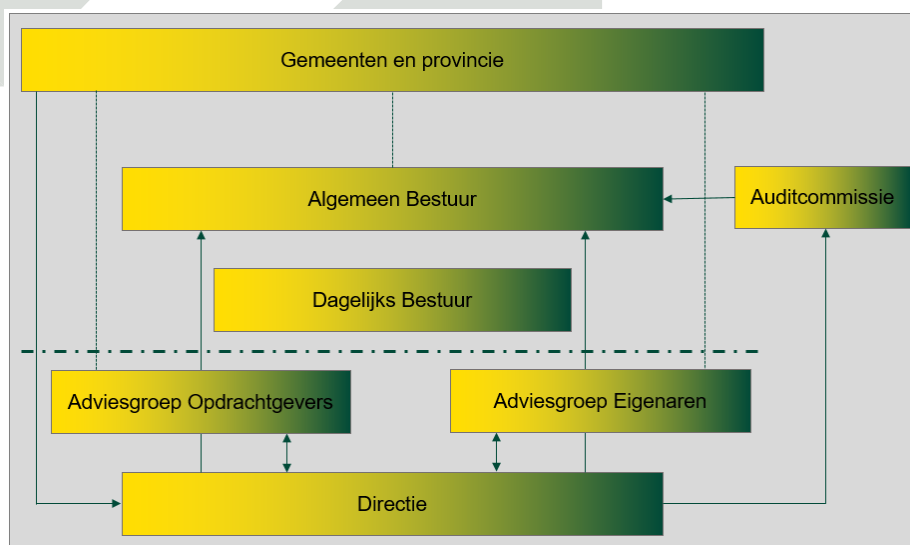 Gemeenten en provincie
Algemeen Bestuur
Auditcommissie
Dagelijks Bestuur
Adviesgroep Opdrachtgevers
Adviesgroep Eigenaren
Directie